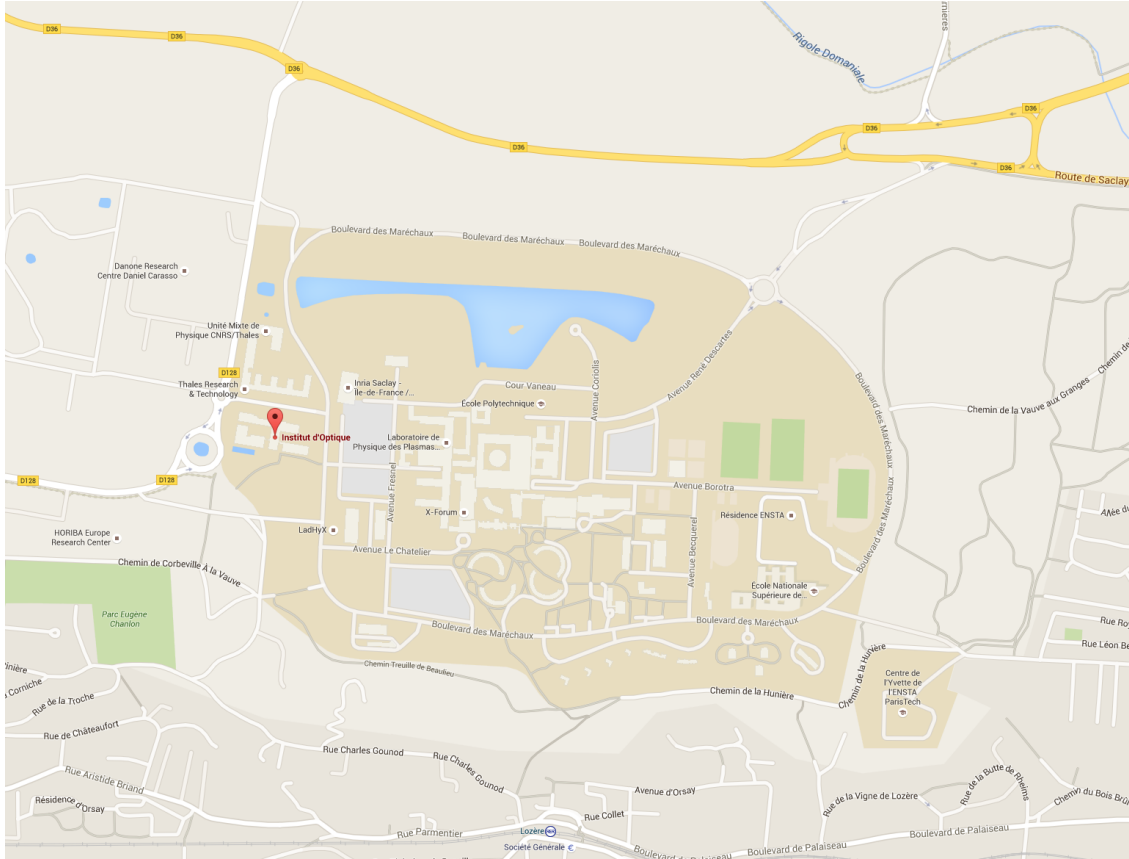 D36
D36
D36
D36
D36
D36
D36
Route de Saclay
Rigole Domaniale
Boulevard des Maréchaux
Boulevard des Maréchaux
Boulevard des Maréchaux
Danone Research
Centre Daniel Carasso
Unité Mixte de
Physique CNRS/Thales
Avenue René Descartes
Chemin de
D128
Thales Research
& Technology
Inria Saclay -
Île-de-France /...
Cour Vaneau
Avenue Coriolis
École Polytechnique
Boulevard des Maréchaux
Chemin de la Vauve aux Granges
Institut d'Optique
Laboratoire de
Physique des Plasmas...
D128
D128
Avenue Fresnel
Avenue Borotra
Boulevard des Maréchaux
X-Forum
Résidence ENSTA
Allée du
LadHyX
HORIBA Europe
Research Center
Avenue Le Chatelier
Avenue Becquerel
Chemin de Corbeville À la Vauve
École Nationale
Supérieure de...
Parc Eugène
Chanlon
Boulevard des Maréchaux
Boulevard des Maréchaux
Rue Roy
Rue Léon Be
Chemin Treuille de Beaulieu
Chemin de la Hunière
Chemin de la Hunière
Centre de
l'Yvette de
l'ENSTA
ParisTech
Corniche
Rue de la Troche
Rue de Châteaufort
Rue Charles Gounod
Rue Charles Gounod
Rue Aristide Briand
Résidence d'Orsay
Avenue d'Orsay
Rue Collet
Rue de la Vigne de Lozère
Rue de la Butte de Rheims
Chemin du Bois Brû
Rue Parmentier
Lozère
Société Générale
Boulevard de Palaiseau
Boulevard de Palaiseau
Boulevard de Palaiseau